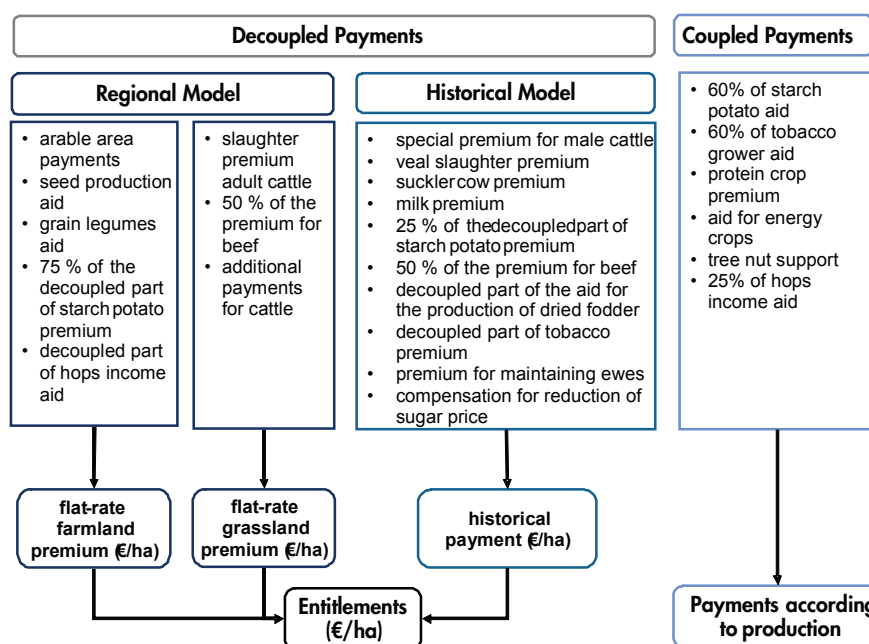 Decoupled Payments
Coupled Payments
Regional Model
Historical Model
• arable area
payments
• seed production
aid
• grain legumes
aid
• 75 % of the
decoupled part
of starch potato
premium
• decoupled part
of hops income
aid
• slaughter
premium
adult cattle
• 50 % of the
premium for
beef
• additional
payments
for cattle
• special premium for male cattle
• veal slaughter premium
• suckler cow premium
• milk premium
• 25 % of thedecoupledpart of
starch potato premium
• 50 % of the premium for beef
• decoupled part of the aid for
the production of dried fodder
• decoupled part of tobacco
premium
• premium for maintaining ewes
• compensation for reduction of
sugar price
• 60% of starch
potato aid
• 60% of tobacco
grower aid
• protein crop
premium
• aid for energy
crops
• tree nut support
• 25% of hops
income aid
flat-rate
farmland
premium (€/ha)
flat-rate
grassland
premium (€/ha)
historical
payment (€/ha)
Entitlements
(€/ha)
Payments according
to production